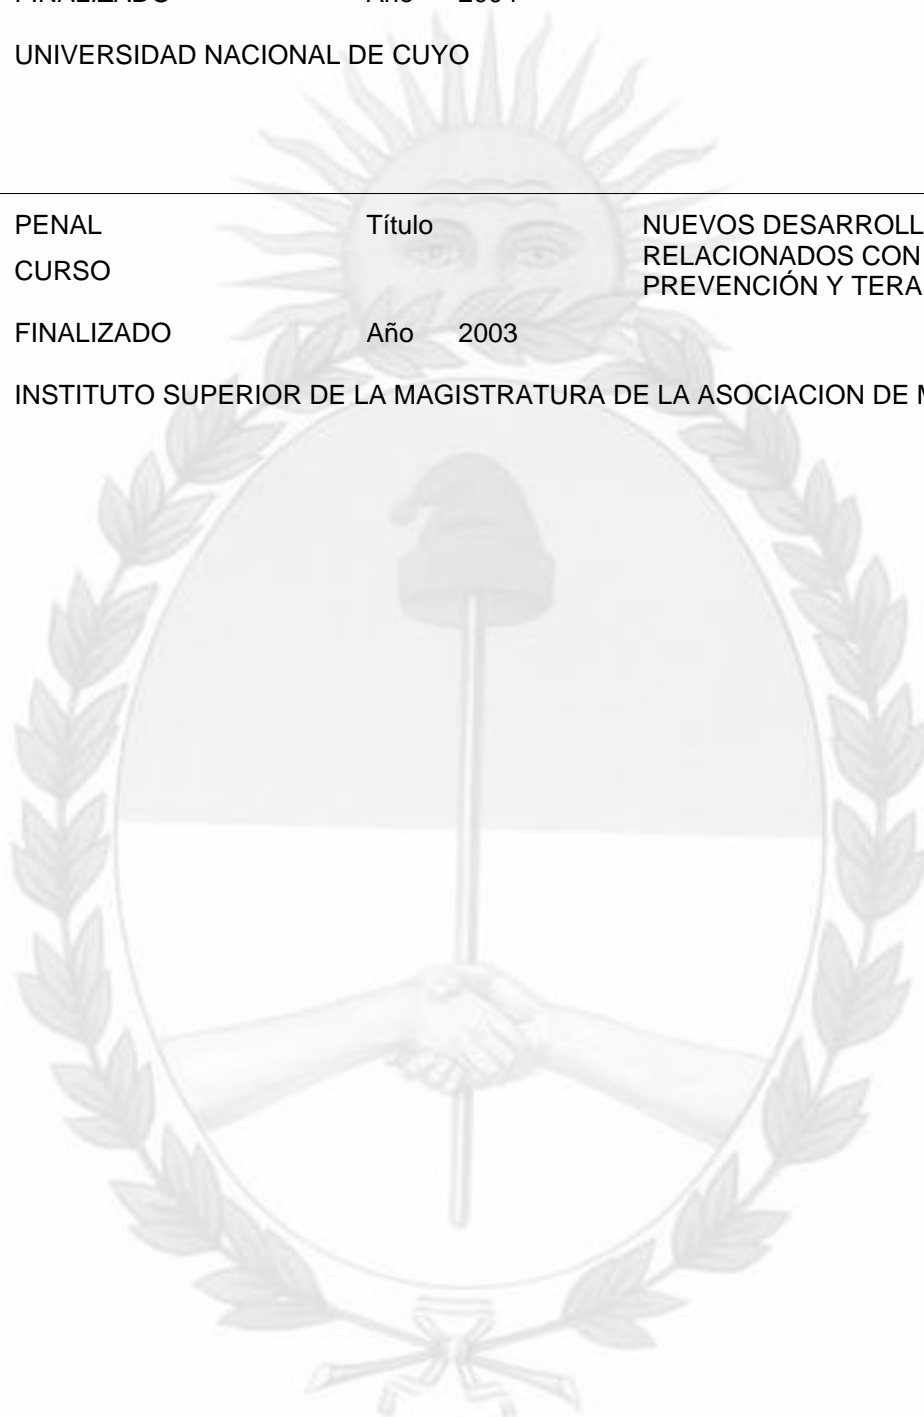 UNIVERSIDAD NACIONAL DE CUYO
PENAL Título NUEVOS DESARROLL
CURSO RELACIONADOS CON
PREVENCIÓN Y TERA
FINALIZADO Año 2003
INSTITUTO SUPERIOR DE LA MAGISTRATURA DE LA ASOCIACION DE